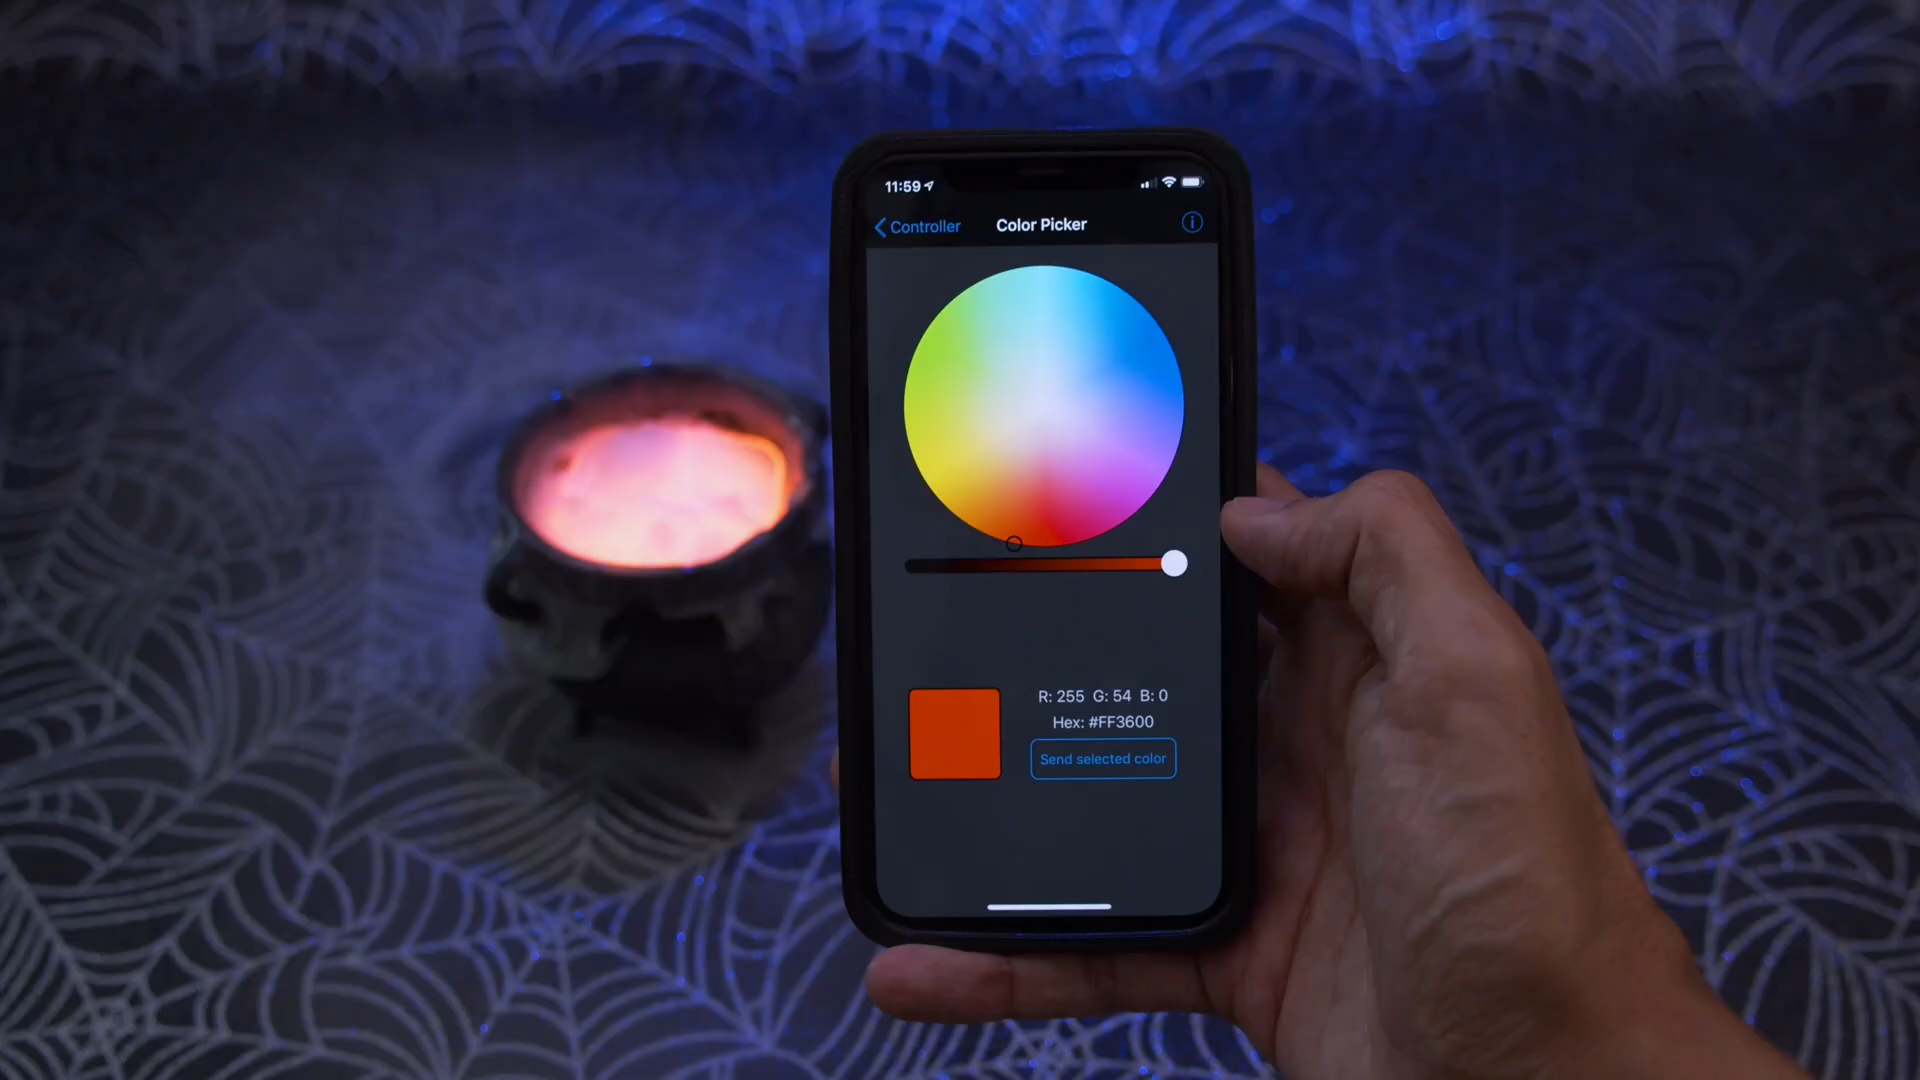 11:59
Controller
Color Picker
R: 255 G: 54 B: 0
Hex: #FF3600
Send selected color